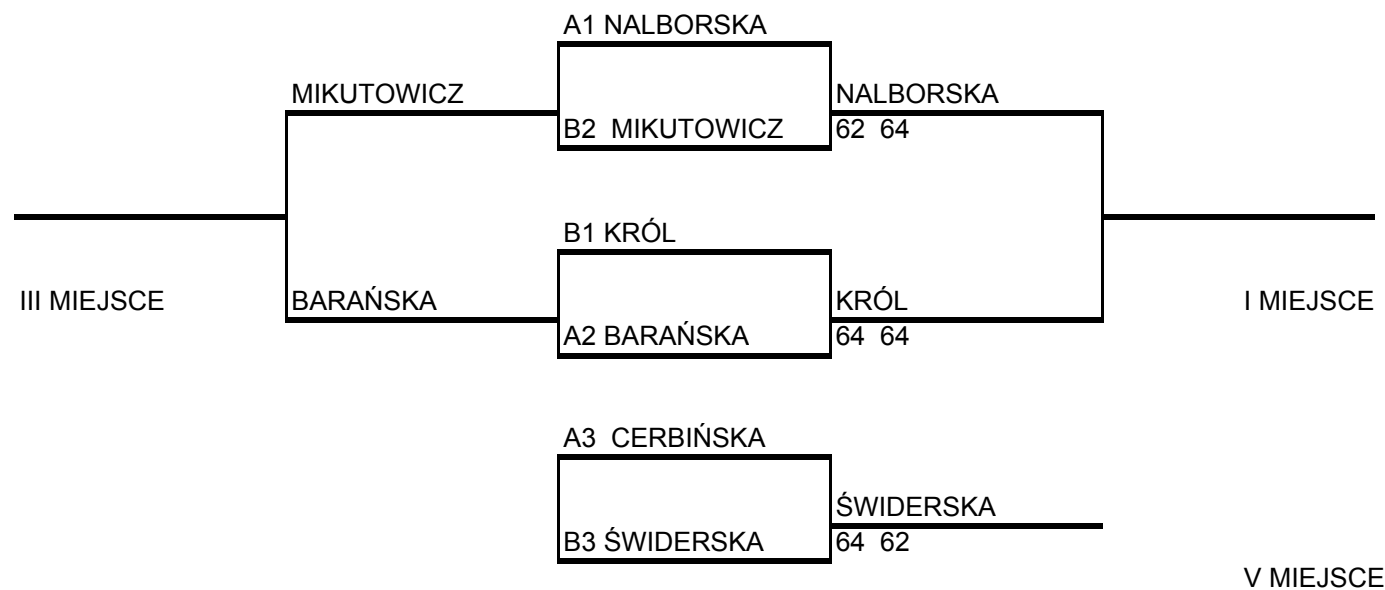 A1 NALBORSKA
MIKUTOWICZ
NALBORSKA
B2 MIKUTOWICZ
62 64
B1 KRÓL
III MIEJSCE
BARAŃSKA
KRÓL
I MIEJSCE
A2 BARAŃSKA
64 64
A3 CERBIŃSKA
ŚWIDERSKA
B3 ŚWIDERSKA
64 62
V MIEJSCE